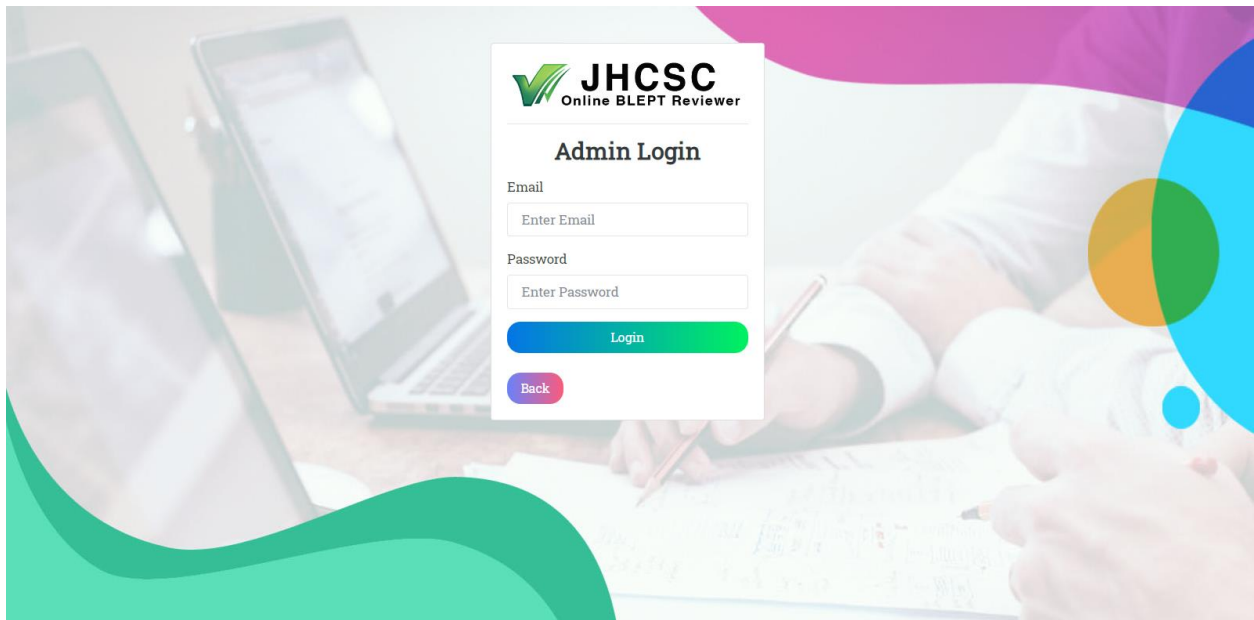 JHCSC
Online BLEPT Reviewer
Admin Login
Email
Enter Email
Password
Enter Password
Login
Back